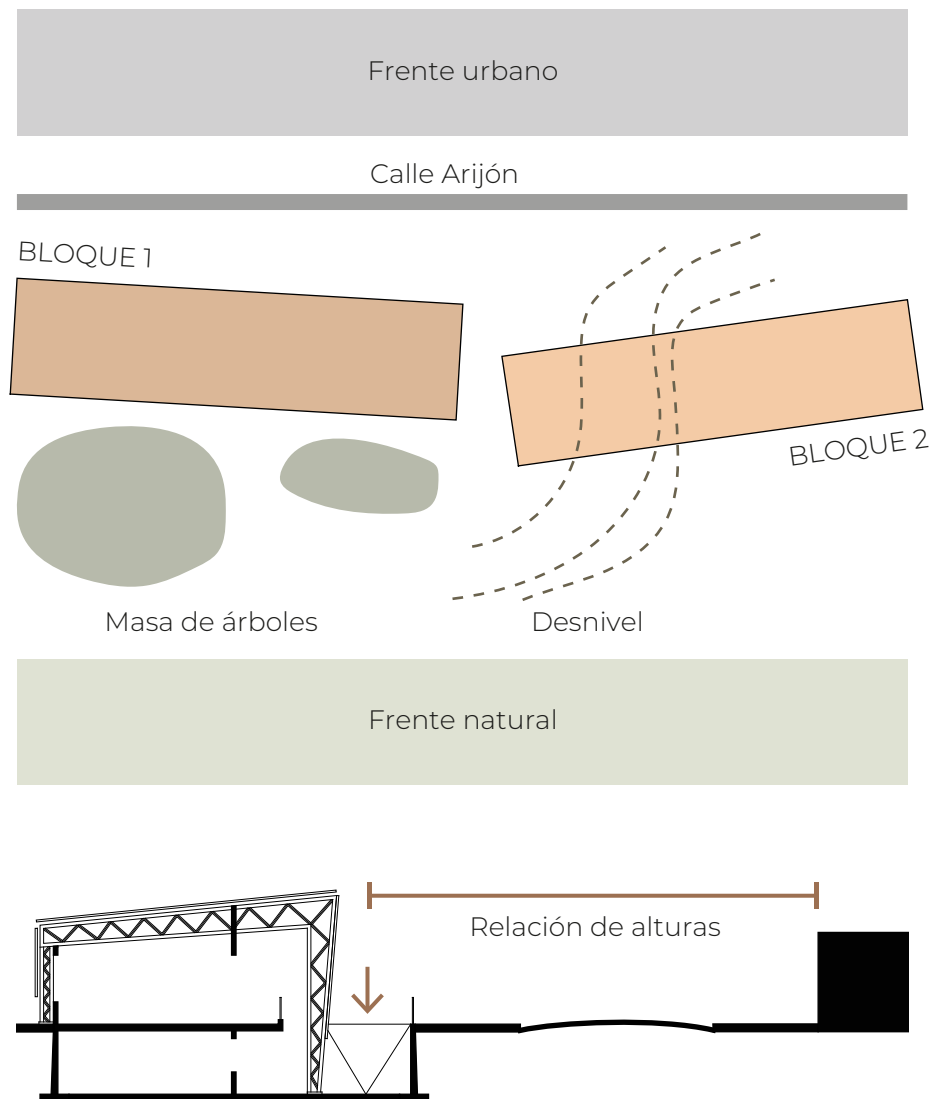 Frente urbano
Calle Arijón
BLOQUE 1
BLOQUE 2
Masa de árboles
Desnivel
Frente natural
Relación de alturas